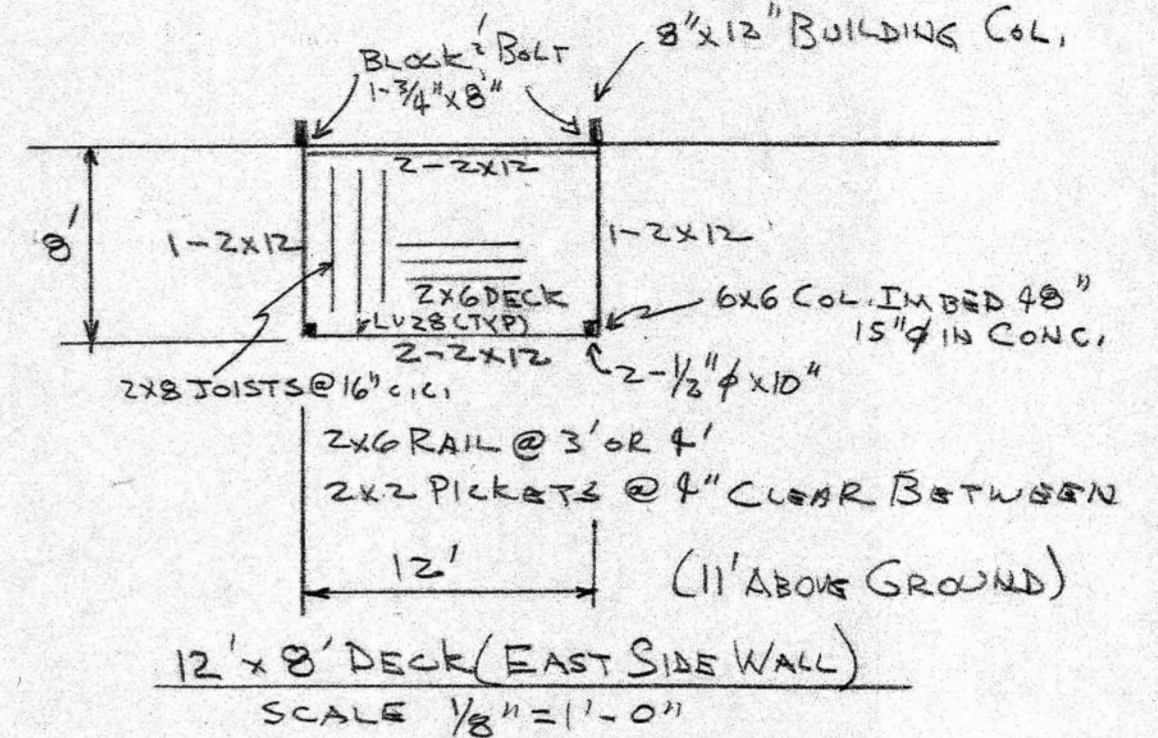 8"x12" BUILDING COL.
BLOCK & BOLT
1-3/4"x8"
2-2x12
8'
1-2x12
1-2x12
2x6 DECK
LU28 (TYP)
2-2x12
6x6 COL. IMBED 48"
15"φ IN CONC.
2-1/2"φ x10"
2x8 JOISTS @ 16" C.C.
2x6 RAIL @ 3' OR 4'
2x2 PICKETS @ 4" CLEAR BETWEEN
12'
(11' ABOVE GROUND)
12'x 8' DECK (EAST SIDE WALL)
SCALE 1/8" = 1'-0"